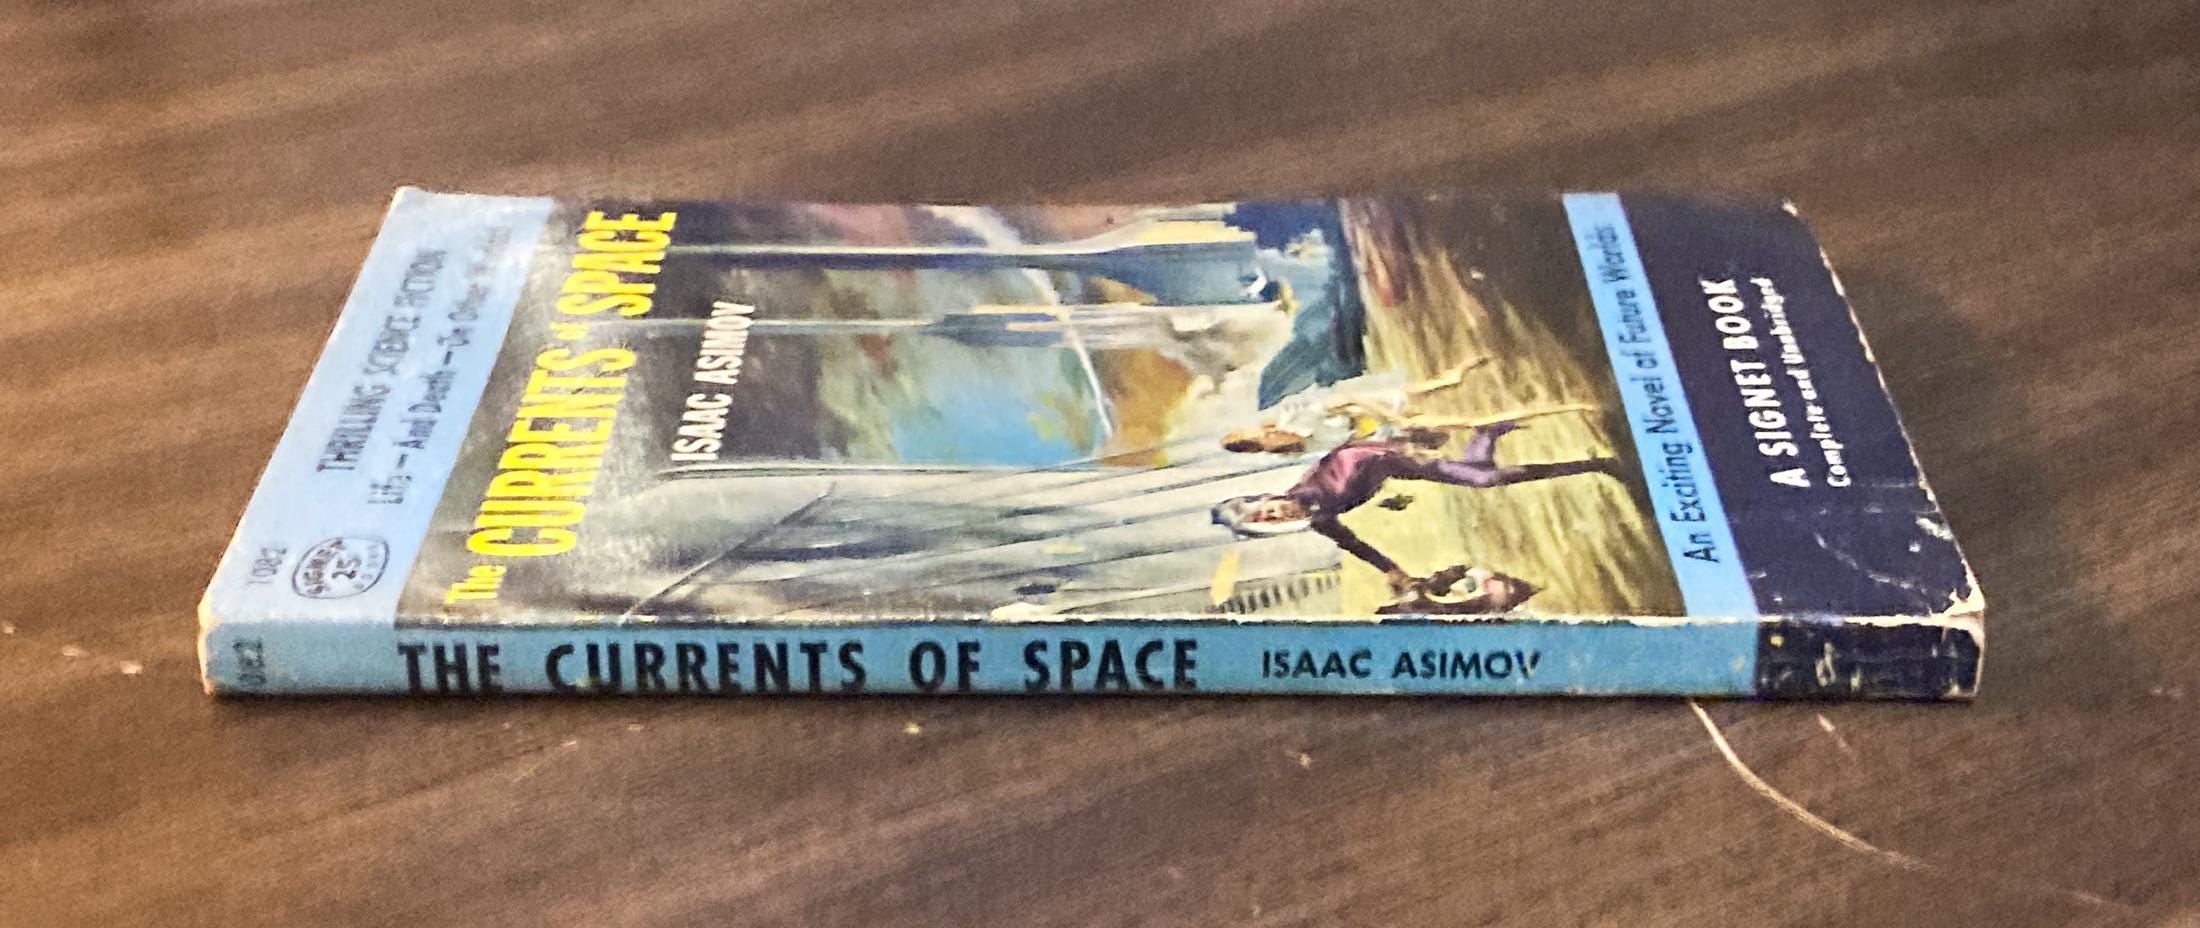 THRILLING SCIENCE FICTION
Life — And Death — On Other Worlds
1082
SIGNET
25¢
BOOKS
The CURRENTS of SPACE
ISAAC ASIMOV
An Exciting Novel of Future Worlds
A SIGNET BOOK
Complete and Unabridged
1082
THE CURRENTS OF SPACE
ISAAC ASIMOV